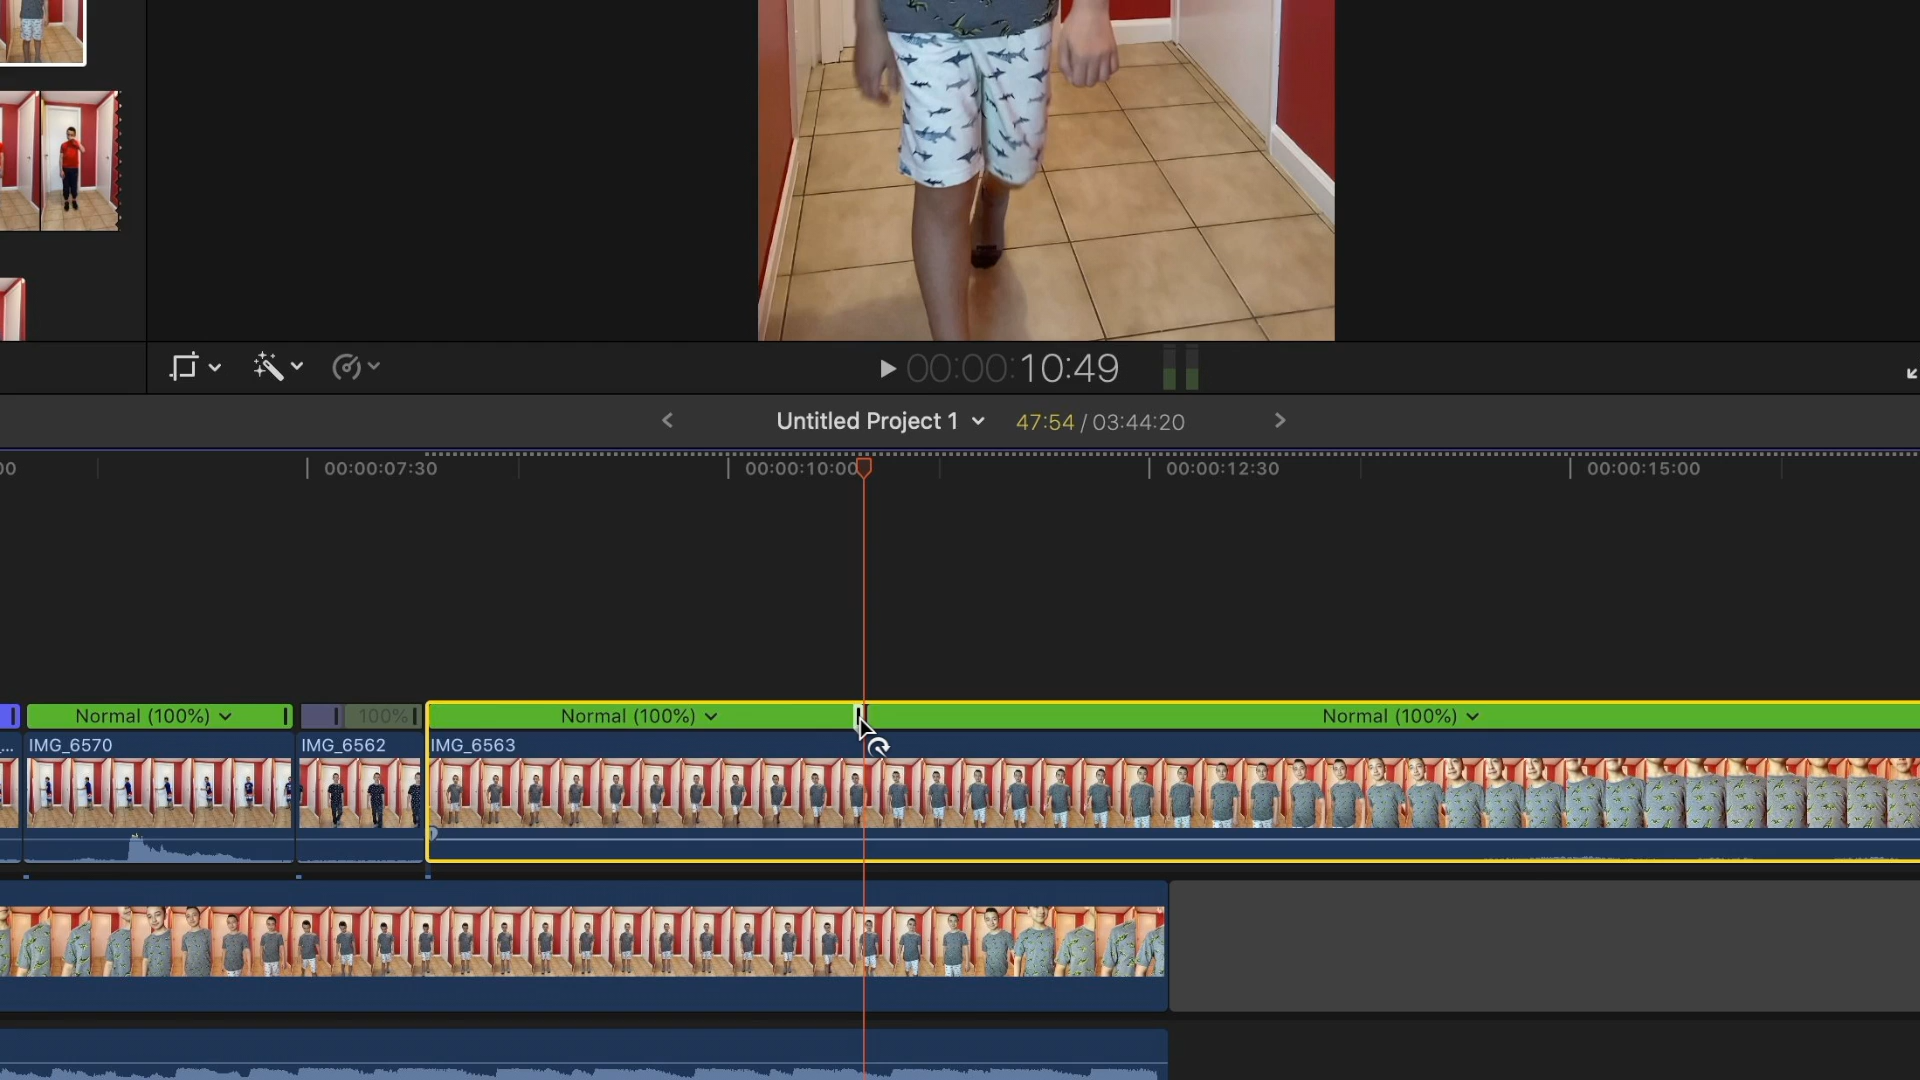 00:00:10:49
Untitled Project 1 47:54 / 03:44:20
00 00:00:07:30 00:00:10:00 00:00:12:30 00:00:15:00
Normal (100%) 100% Normal (100%) Normal (100%)
... IMG_6570 IMG_6562 IMG_6563